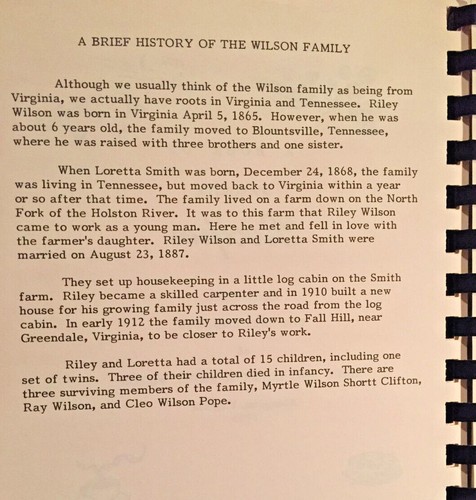 A BRIEF HISTORY OF THE WILSON FAMILY
Although we usually think of the Wilson family as being from
Virginia, we actually have roots in Virginia and Tennessee. Riley
Wilson was born in Virginia April 5, 1865. However, when he was
about 6 years old, the family moved to Blountsville, Tennessee,
where he was raised with three brothers and one sister.
When Loretta Smith was born, December 24, 1868, the family
was living in Tennessee, but moved back to Virginia within a year
or so after that time. The family lived on a farm down on the North
Fork of the Holston River. It was to this farm that Riley Wilson
came to work as a young man. Here he met and fell in love with
the farmer's daughter. Riley Wilson and Loretta Smith were
married on August 23, 1887.
They set up housekeeping in a little log cabin on the Smith
farm. Riley became a skilled carpenter and in 1910 built a new
house for his growing family just across the road from the log
cabin. In early 1912 the family moved down to Fall Hill, near
Greendale, Virginia, to be closer to Riley's work.
Riley and Loretta had a total of 15 children, including one
set of twins. Three of their children died in infancy. There are
three surviving members of the family, Myrtle Wilson Shortt Clifton,
Ray Wilson, and Cleo Wilson Pope.